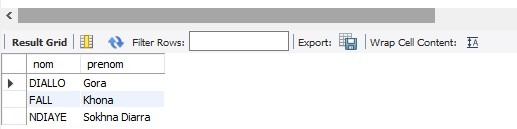 Result Grid Filter Rows: Export: Wrap Cell Content:
nom prenom
DIALLO Gora
FALL Khona
NDIAYE Sokhna Diarra